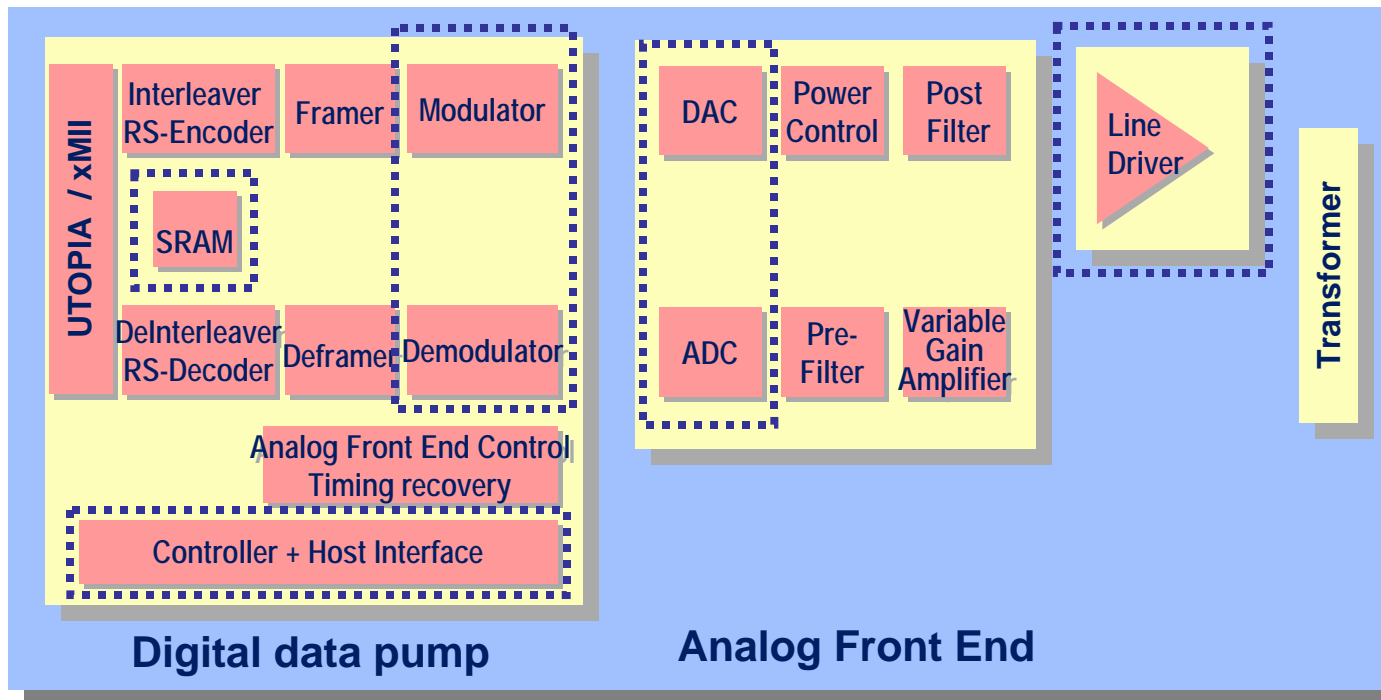 UTOPIA / xMII
Interleaver
RS-Encoder
Framer
Modulator
SRAM
DeInterleaver
RS-Decoder
Deframer
Demodulator
Analog Front End Control
Timing recovery
Controller + Host Interface
Digital data pump
DAC
Power
Control
Post
Filter
ADC
Pre-
Filter
Variable
Gain
Amplifier
Analog Front End
Line
Driver
Transformer